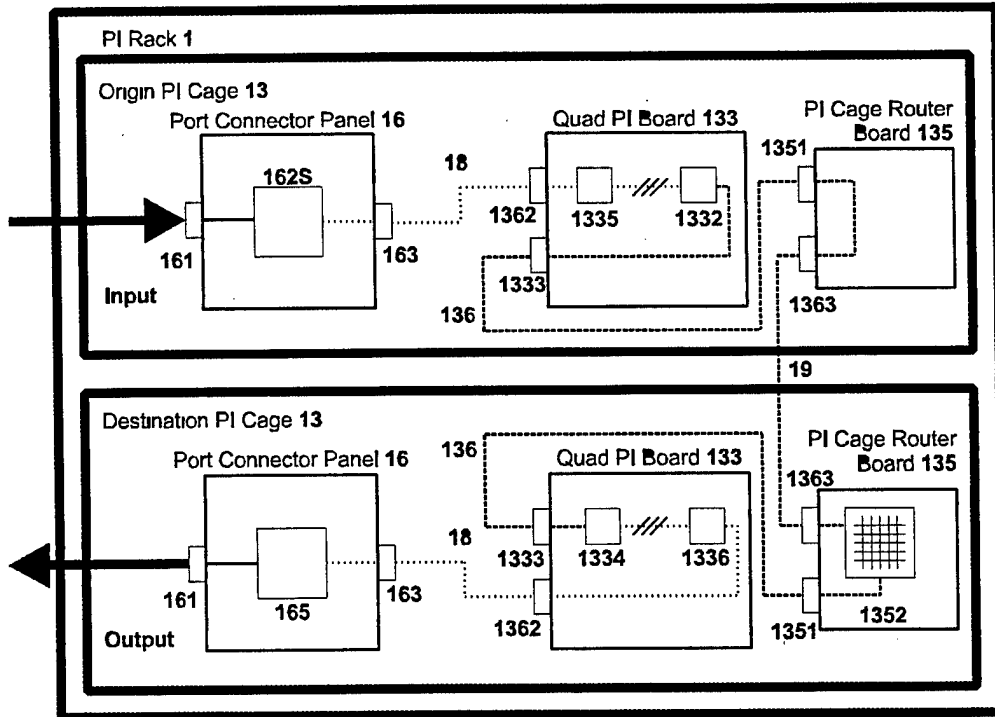 PI Rack 1
Origin PI Cage 13
Port Connector Panel 16
Quad PI Board 133
PI Cage Router
Board 135
162S
18
1351
1362
1335
1332
161
163
1333
1363
Input
136
19
Destination PI Cage 13
Port Connector Panel 16
136
Quad PI Board 133
PI Cage Router
Board 135
1363
18
1333
1334
1336
161
165
163
1362
1351
1352
Output